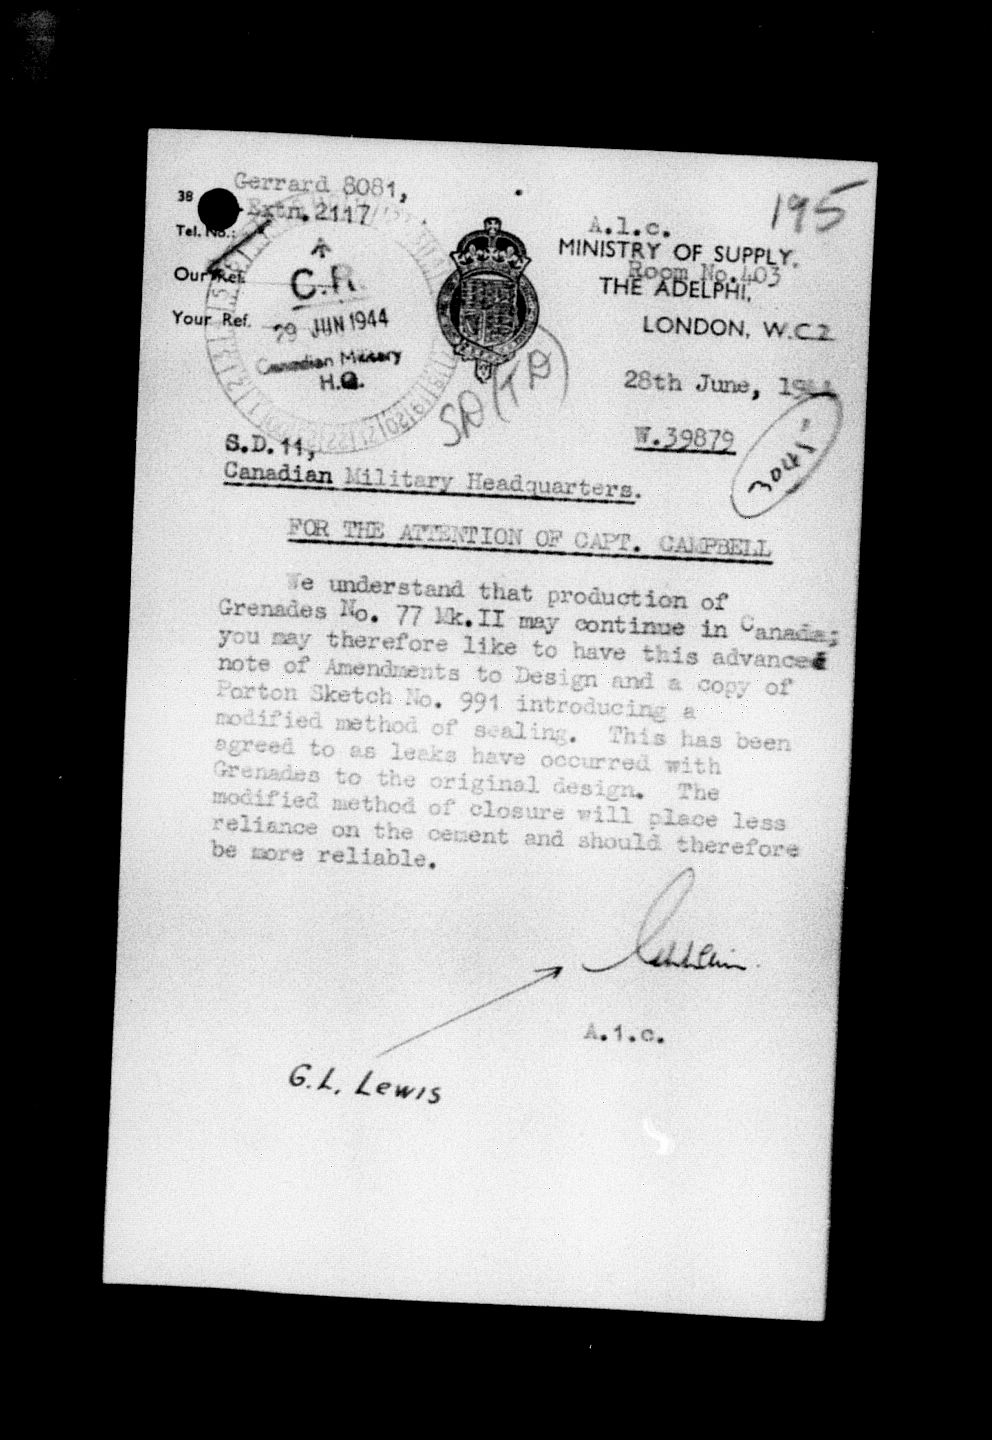 Gerrard 8081,
38
Extn. 2117
Tel. No.:
Our Ref.
Your Ref.
C.R.
29 JUN 1944
Canadian Military
H.Q.
195
A.1.c.
MINISTRY OF SUPPLY,
Room No. 403
THE ADELPHI,
LONDON, W.C.2
28th June, 1944
W.39879
3045
S.D. 11,
Canadian Military Headquarters.
FOR THE ATTENTION OF CAPT. CAMPBELL
We understand that production of
Grenades No. 77 Mk.II may continue in Canada;
you may therefore like to have this advanced
note of Amendments to Design and a copy of
Porton Sketch No. 991 introducing a
modified method of sealing. This has been
agreed to as leaks have occurred with
Grenades to the original design. The
modified method of closure will place less
reliance on the cement and should therefore
be more reliable.
A.1.c.
G.L. Lewis